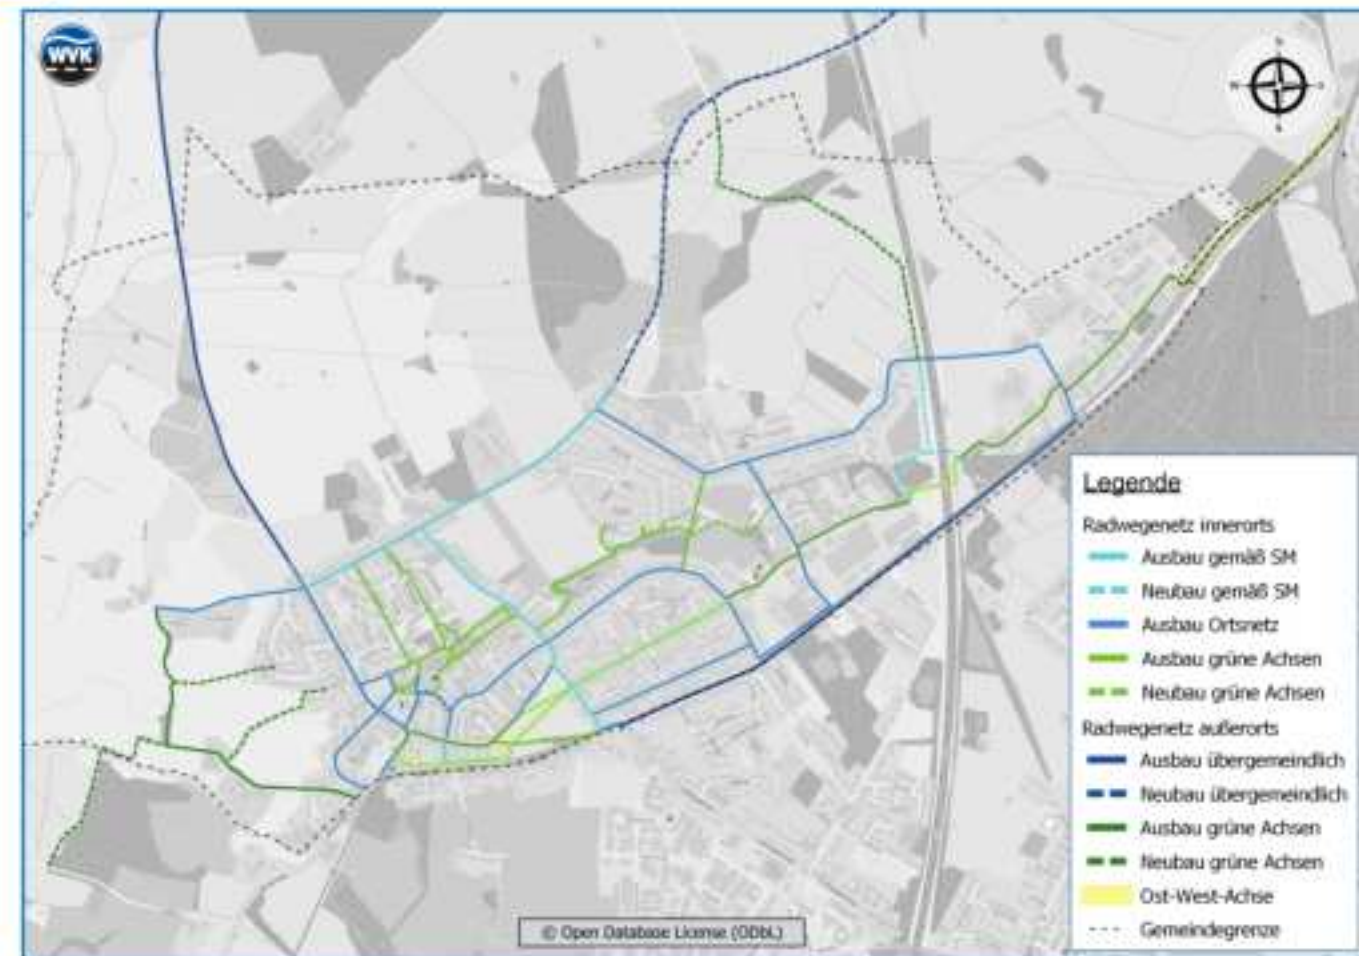 WVK
N
Legende
Radwegenetz innerorts
Ausbau gemäß SM
Neubau gemäß SM
Ausbau Ortsnetz
Ausbau grüne Achsen
Neubau grüne Achsen
Radwegenetz außerorts
Ausbau übergemeindlich
Neubau übergemeindlich
Ausbau grüne Achsen
Neubau grüne Achsen
Ost-West-Achse
Gemeindegrenze
© Open Database License (ODbL)